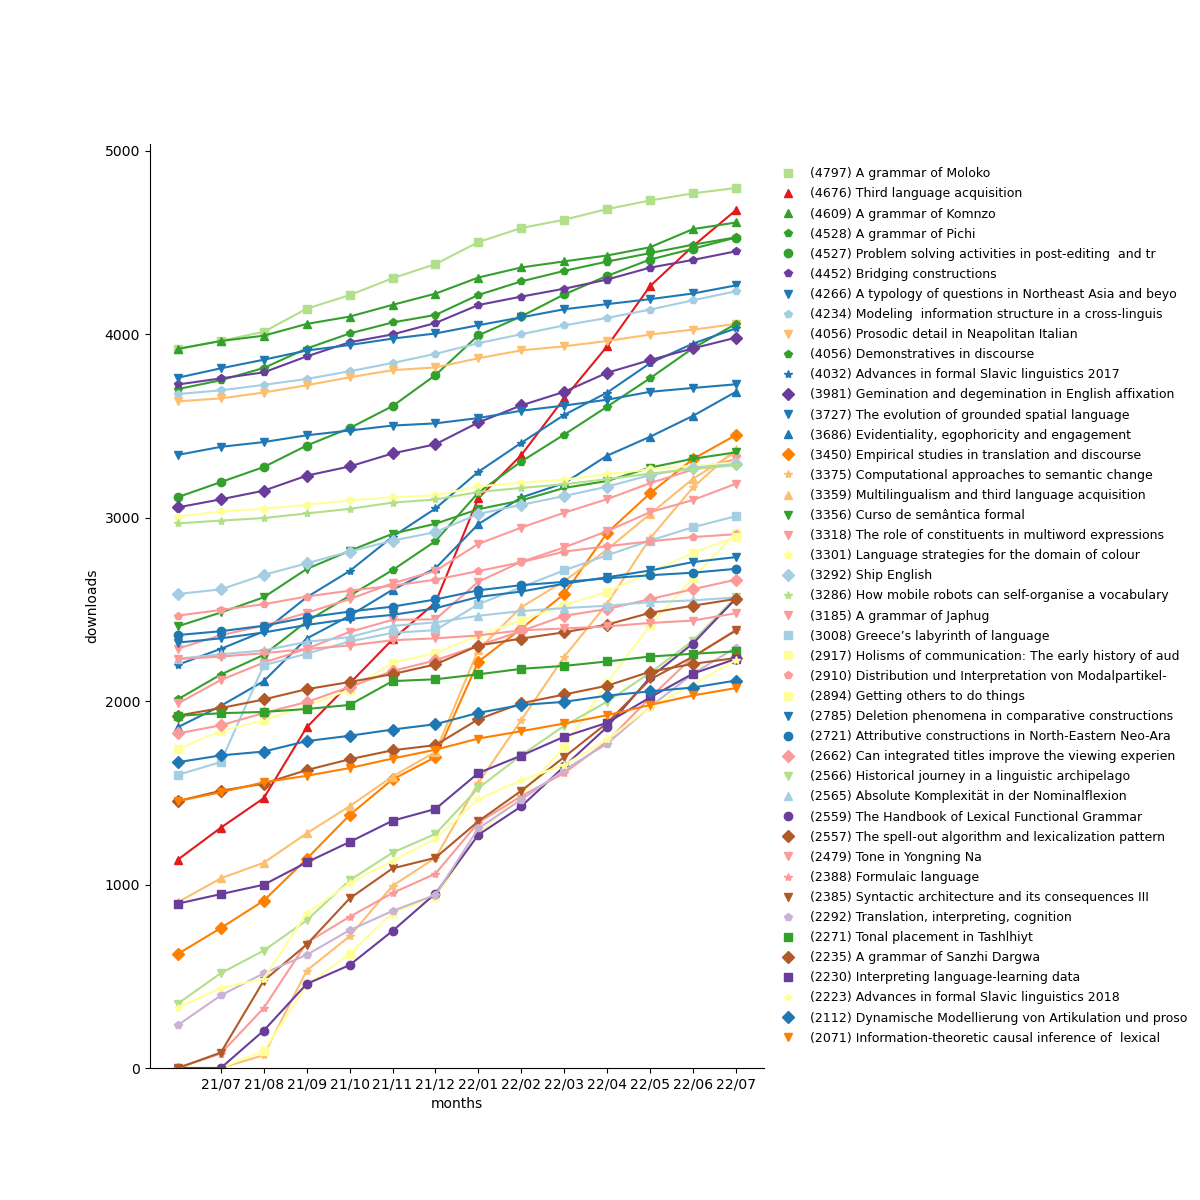 5000
4000
3000
2000
1000
0
downloads
21/07 21/08 21/09 21/10 21/11 21/12 22/01 22/02 22/03 22/04 22/05 22/06 22/07
months
(4797) A grammar of Moloko
(4676) Third language acquisition
(4609) A grammar of Komnzo
(4528) A grammar of Pichi
(4527) Problem solving activities in post-editing  and tr
(4452) Bridging constructions
(4266) A typology of questions in Northeast Asia and beyo
(4234) Modeling  information structure in a cross-linguis
(4056) Prosodic detail in Neapolitan Italian
(4056) Demonstratives in discourse
(4032) Advances in formal Slavic linguistics 2017
(3981) Gemination and degemination in English affixation
(3727) The evolution of grounded spatial language
(3686) Evidentiality, egophoricity and engagement
(3450) Empirical studies in translation and discourse
(3375) Computational approaches to semantic change
(3359) Multilingualism and third language acquisition
(3356) Curso de semântica formal
(3318) The role of constituents in multiword expressions
(3301) Language strategies for the domain of colour
(3292) Ship English
(3286) How mobile robots can self-organise a vocabulary
(3185) A grammar of Japhug
(3008) Greece’s labyrinth of language
(2917) Holisms of communication: The early history of aud
(2910) Distribution und Interpretation von Modalpartikel-
(2894) Getting others to do things
(2785) Deletion phenomena in comparative constructions
(2721) Attributive constructions in North-Eastern Neo-Ara
(2662) Can integrated titles improve the viewing experien
(2566) Historical journey in a linguistic archipelago
(2565) Absolute Komplexität in der Nominalflexion
(2559) The Handbook of Lexical Functional Grammar
(2557) The spell-out algorithm and lexicalization pattern
(2479) Tone in Yongning Na
(2388) Formulaic language
(2385) Syntactic architecture and its consequences III
(2292) Translation, interpreting, cognition
(2271) Tonal placement in Tashlhiyt
(2235) A grammar of Sanzhi Dargwa
(2230) Interpreting language-learning data
(2223) Advances in formal Slavic linguistics 2018
(2112) Dynamische Modellierung von Artikulation und proso
(2071) Information-theoretic causal inference of  lexical